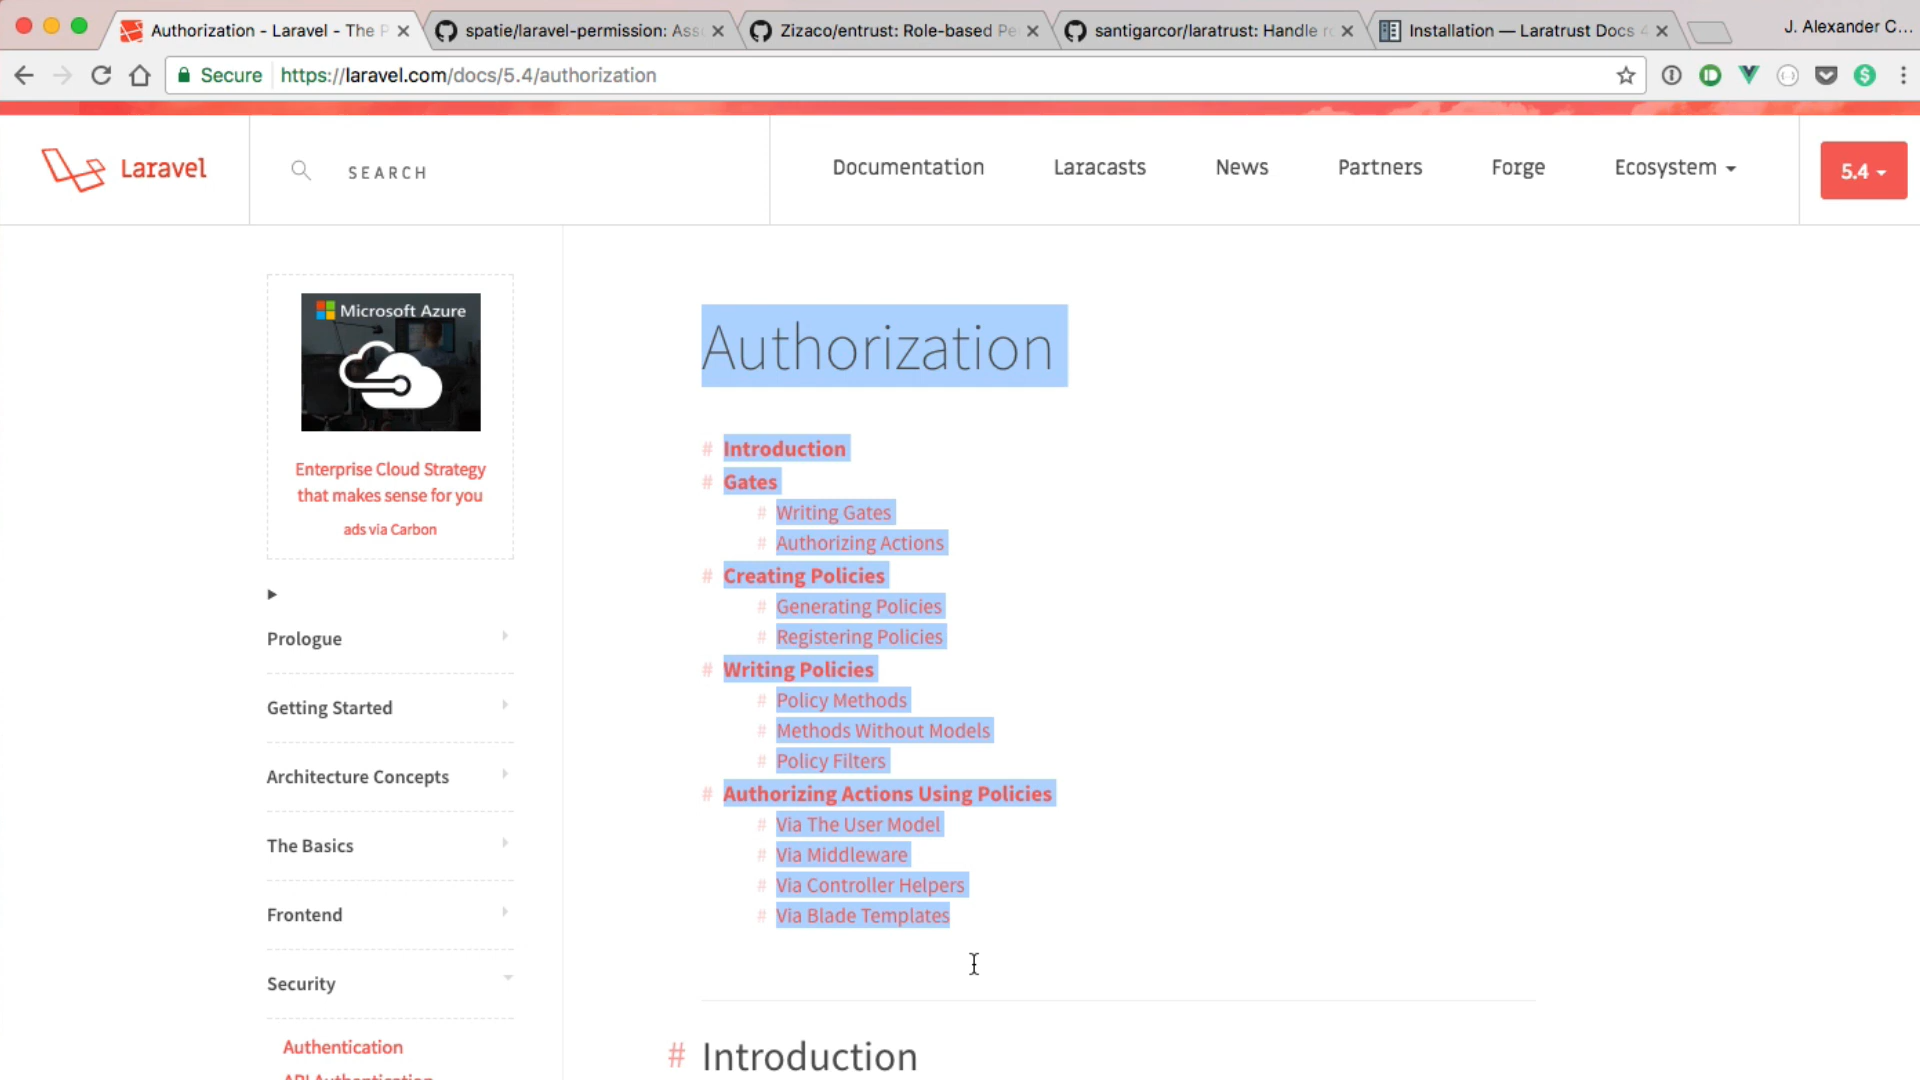 Authorization - Laravel - The P
spatie/laravel-permission: Ass
Zizaco/entrust: Role-based Pe
santigarcor/laratrust: Handle ro
Installation — Laratrust Docs 4
J. Alexander C...
Secure
https://laravel.com/docs/5.4/authorization
Laravel
SEARCH
Documentation
Laracasts
News
Partners
Forge
Ecosystem
5.4
Microsoft Azure
Enterprise Cloud Strategy
that makes sense for you
ads via Carbon
Prologue
Getting Started
Architecture Concepts
The Basics
Frontend
Security
Authentication
API Authentication
Authorization
# Introduction
# Gates
# Writing Gates
# Authorizing Actions
# Creating Policies
# Generating Policies
# Registering Policies
# Writing Policies
# Policy Methods
# Methods Without Models
# Policy Filters
# Authorizing Actions Using Policies
# Via The User Model
# Via Middleware
# Via Controller Helpers
# Via Blade Templates
# Introduction